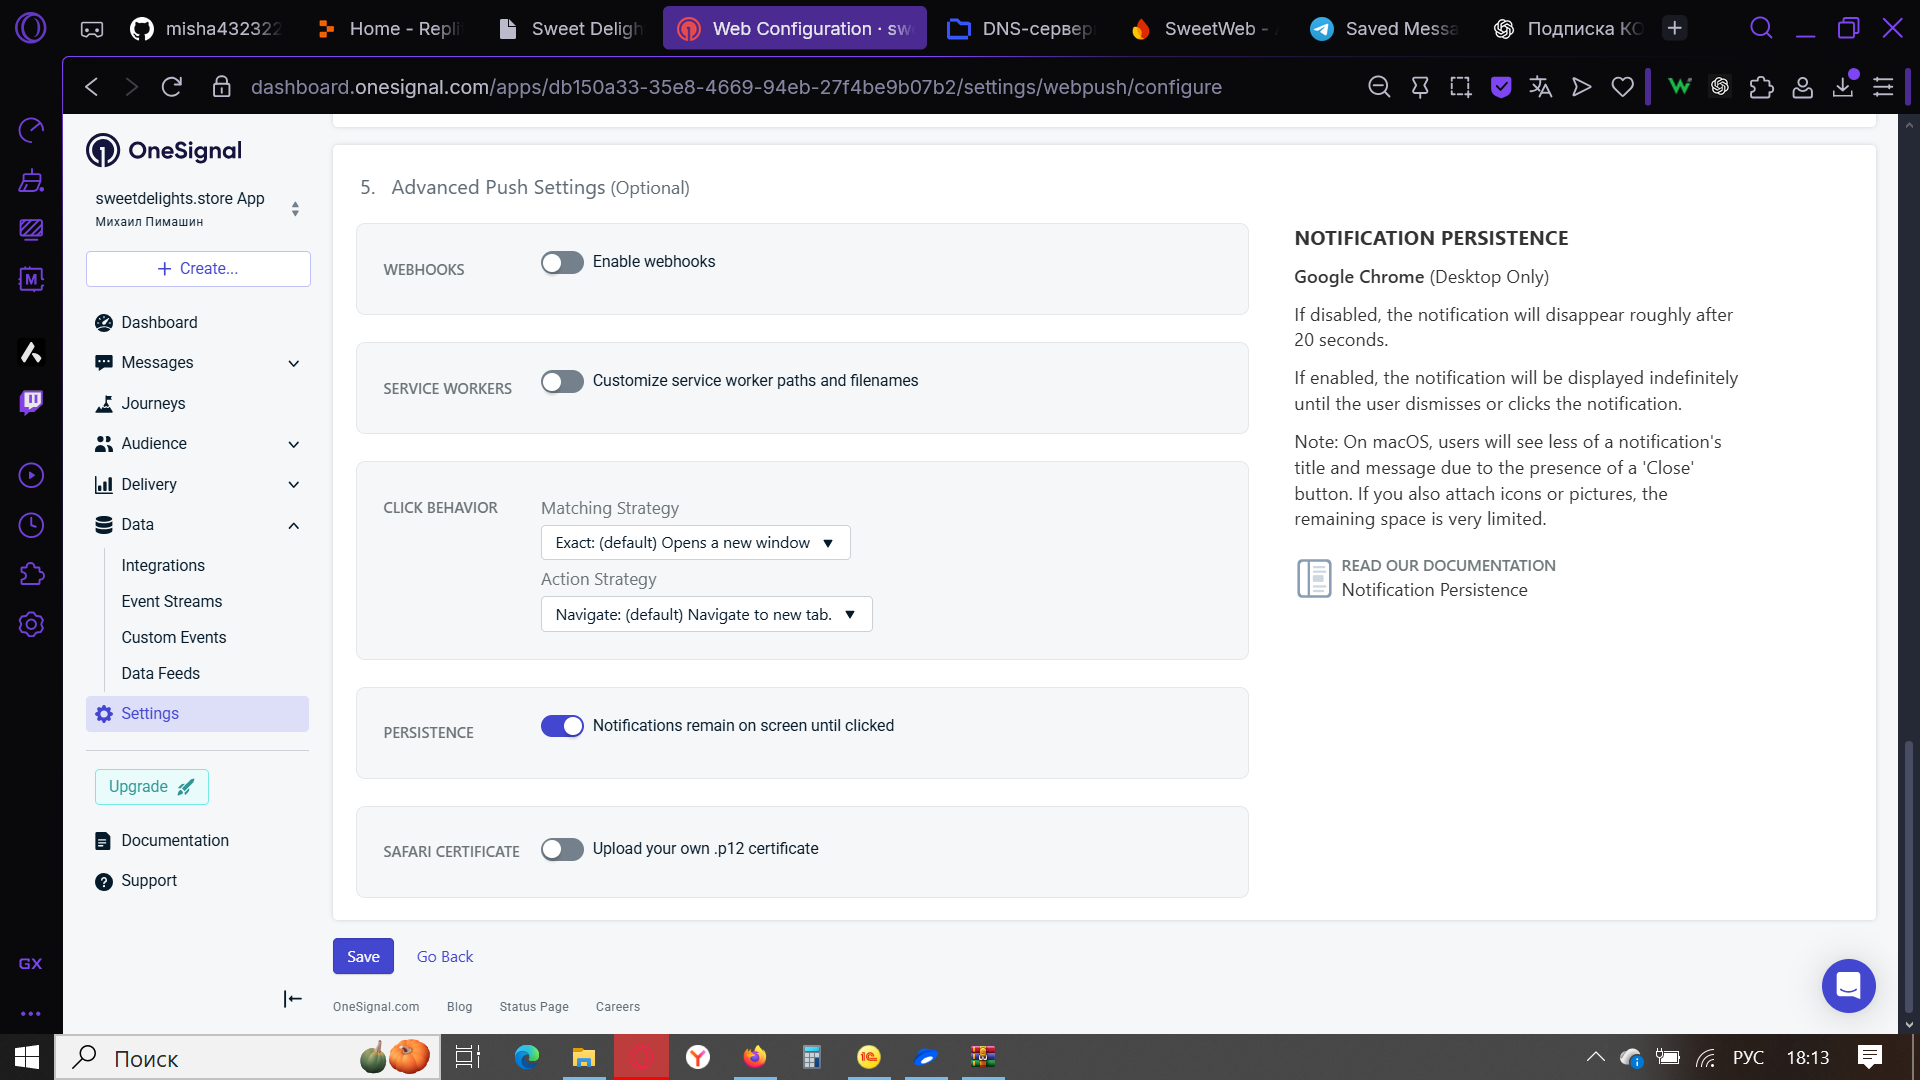 misha432322
Home - Repli
Sweet Deligh
Web Configuration · sw
DNS-сервер
SweetWeb -
Saved Messa
Подписка КО
dashboard.onesignal.com/apps/db150a33-35e8-4669-94eb-27f4be9b07b2/settings/webpush/configure
OneSignal
sweetdelights.store App
Михаил Пимашин
Create...
Dashboard
Messages
Journeys
Audience
Delivery
Data
Integrations
Event Streams
Custom Events
Data Feeds
Settings
Upgrade
Documentation
Support
GX
5. Advanced Push Settings (Optional)
WEBHOOKS
Enable webhooks
SERVICE WORKERS
Customize service worker paths and filenames
CLICK BEHAVIOR
Matching Strategy
Exact: (default) Opens a new window
Action Strategy
Navigate: (default) Navigate to new tab.
PERSISTENCE
Notifications remain on screen until clicked
SAFARI CERTIFICATE
Upload your own .p12 certificate
NOTIFICATION PERSISTENCE
Google Chrome (Desktop Only)
If disabled, the notification will disappear roughly after
20 seconds.
If enabled, the notification will be displayed indefinitely
until the user dismisses or clicks the notification.
Note: On macOS, users will see less of a notification's
title and message due to the presence of a 'Close'
button. If you also attach icons or pictures, the
remaining space is very limited.
READ OUR DOCUMENTATION
Notification Persistence
Save
Go Back
OneSignal.com
Blog
Status Page
Careers
Поиск
РУС
18:13